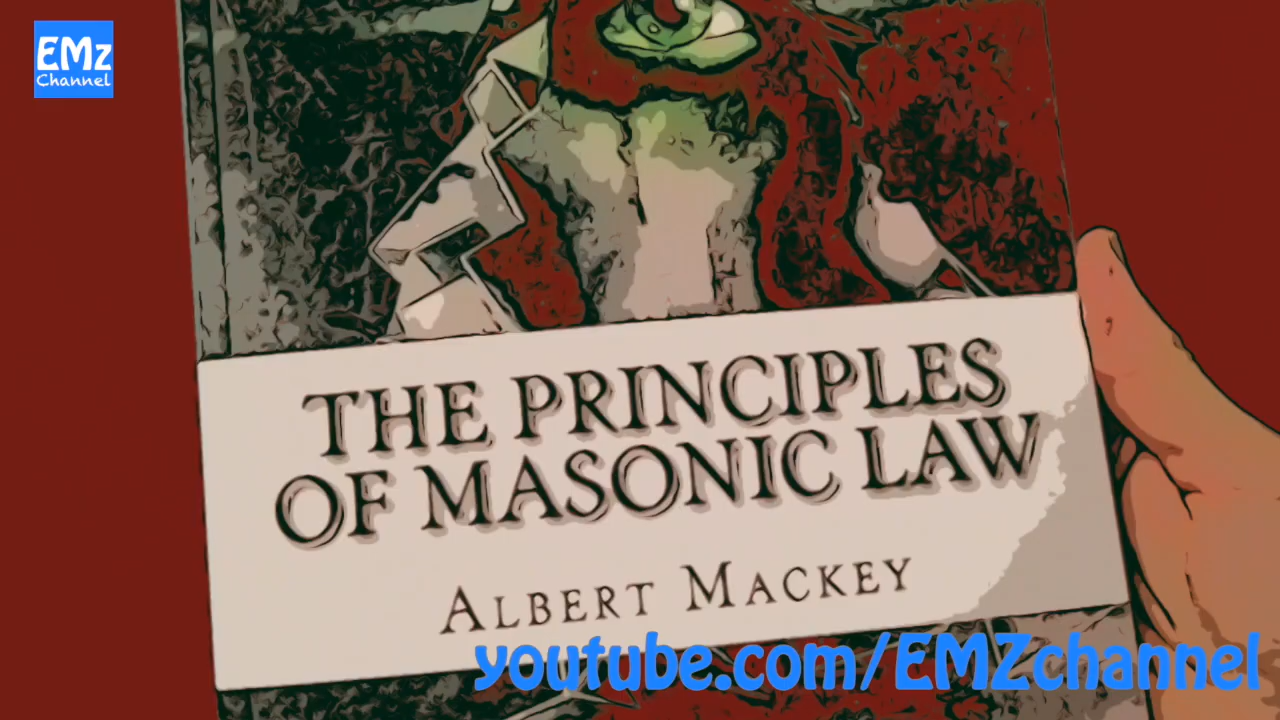 EMz
Channel
THE PRINCIPLES
OF MASONIC LAW
ALBERT MACKEY
youtube.com/EMZchannel